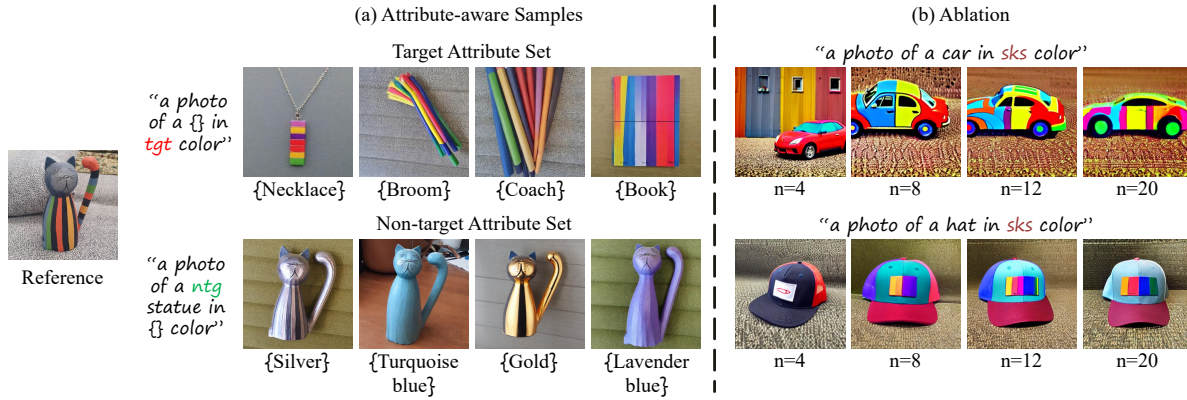 (a) Attribute-aware Samples
Target Attribute Set
“a photo
of a {} in
tgt color”
{Necklace}
{Broom}
{Coach}
{Book}
Non-target Attribute Set
Reference
“a photo
of a ntg
statue in
{} color”
{Silver}
{Turquoise
blue}
{Gold}
{Lavender
blue}
(b) Ablation
“a photo of a car in sks color”
n=4
n=8
n=12
n=20
“a photo of a hat in sks color”
n=4
n=8
n=12
n=20